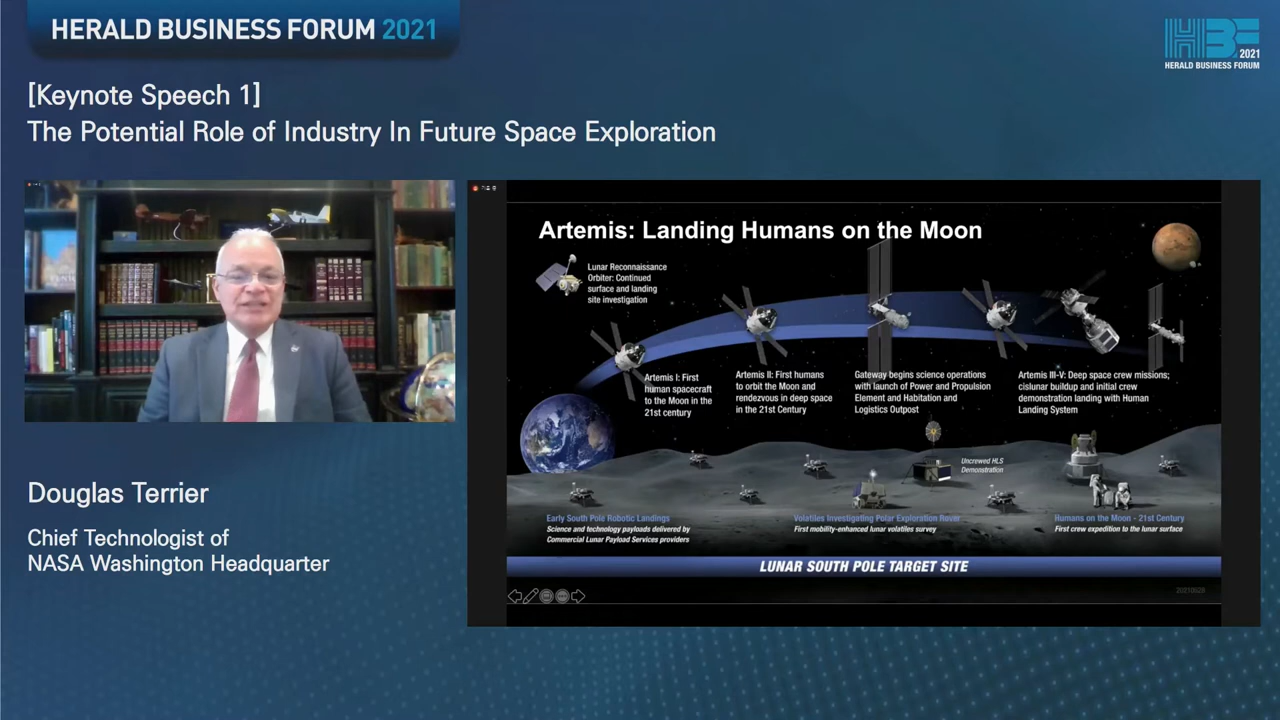 HERALD BUSINESS FORUM 2021
HBF 2021
HERALD BUSINESS FORUM
[Keynote Speech 1]
The Potential Role of Industry In Future Space Exploration
Artemis: Landing Humans on the Moon
Lunar Reconnaissance
Orbiter: Continued
surface and landing
site investigation
Artemis I: First
human spacecraft
to the Moon in the
21st century
Artemis II: First humans
to orbit the Moon and
rendezvous in deep space
in the 21st Century
Gateway begins science operations
with launch of Power and Propulsion
Element and Habitation and
Logistics Outpost
Artemis III-V: Deep space crew missions;
cislunar buildup and initial crew
demonstration landing with Human
Landing System
Uncrewed HLS
Demonstration
Early South Pole Robotic Landings
Science and technology payloads delivered by
Commercial Lunar Payload Services providers
Volatiles Investigating Polar Exploration Rover
First mobility-enhanced lunar volatiles survey
Humans on the Moon - 21st Century
First crew expedition to the lunar surface
LUNAR SOUTH POLE TARGET SITE
Douglas Terrier
Chief Technologist of
NASA Washington Headquarter